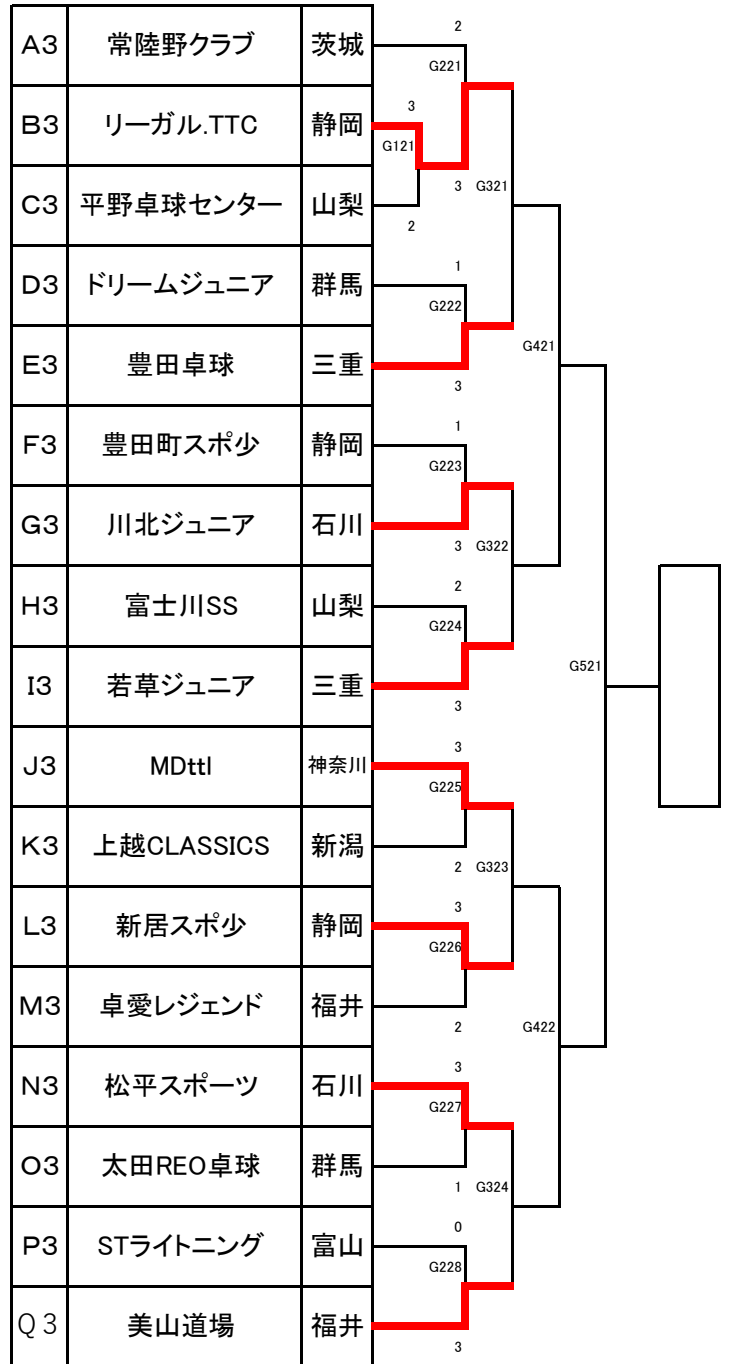 A3 常陸野クラブ 茨城
2
G221
B3 リーガル.TTC 静岡
3
G121
3 G321
C3 平野卓球センター 山梨
2
1
D3 ドリームジュニア 群馬
G222
G421
E3 豊田卓球 三重
3
1
F3 豊田町スポ少 静岡
G223
G3 川北ジュニア 石川
3 G322
2
H3 富士川SS 山梨
G224
G521
I3 若草ジュニア 三重
3
3
J3 MDttl 神奈川
G225
K3 上越CLASSICS 新潟
2 G323
3
L3 新居スポ少 静岡
G226
M3 卓愛レジェンド 福井
2
G422
3
N3 松平スポーツ 石川
G227
O3 太田REO卓球 群馬
1 G324
0
P3 STライトニング 富山
G228
Q3 美山道場 福井
3